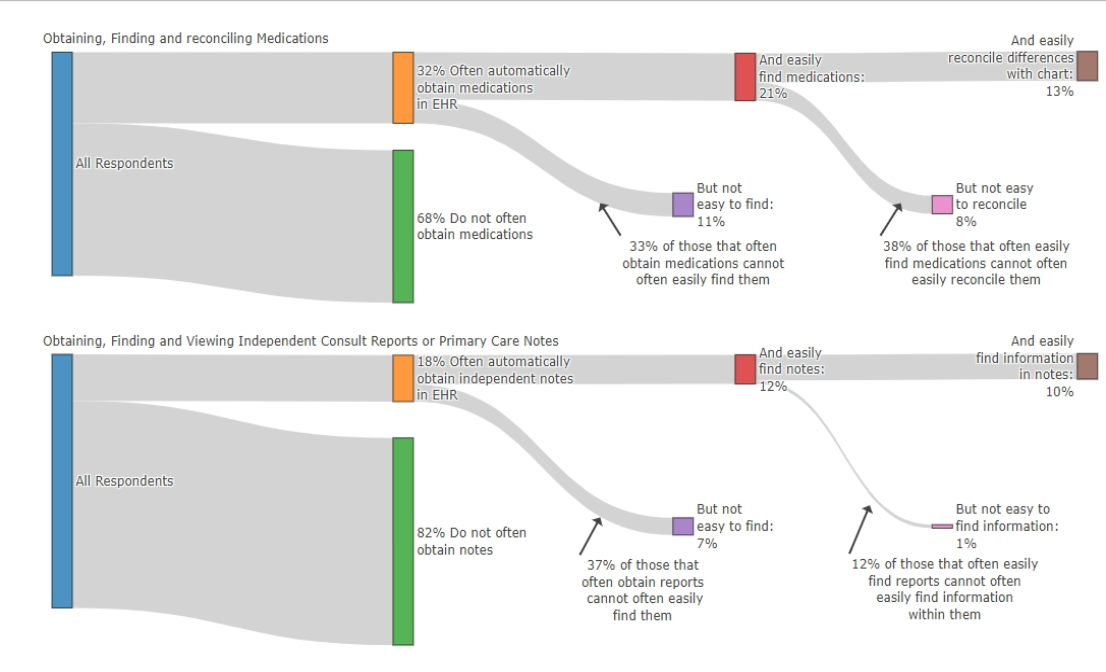 Obtaining, Finding and reconciling Medications
All Respondents
32% Often automatically
obtain medications
in EHR
68% Do not often
obtain medications
And easily
find medications:
21%
But not
easy to find:
11%
33% of those that often
obtain medications cannot
often easily find them
And easily
reconcile differences
with chart:
13%
But not easy
to reconcile
8%
38% of those that often easily
find medications cannot often
easily reconcile them
Obtaining, Finding and Viewing Independent Consult Reports or Primary Care Notes
All Respondents
18% Often automatically
obtain independent notes
in EHR
82% Do not often
obtain notes
And easily
find notes:
12%
But not
easy to find:
7%
37% of those that
often obtain reports
cannot often easily
find them
And easily
find information
in notes:
10%
But not easy to
find information:
1%
12% of those that often easily
find reports cannot often
easily find information
within them